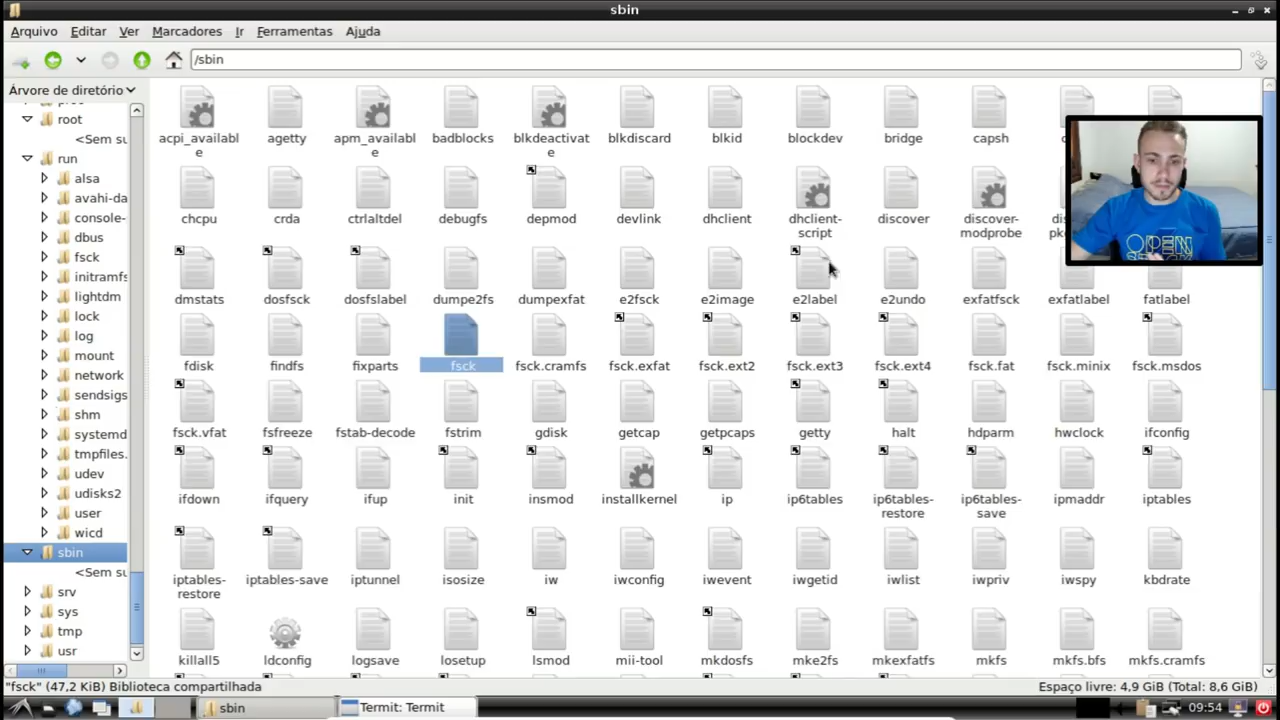 sbin
Arquivo Editar Ver Marcadores Ir Ferramentas Ajuda
/sbin
Árvore de diretório
root
<Sem su
run
alsa
avahi-da
console-
dbus
fsck
initramfs
lightdm
lock
log
mount
network
sendsigs
shm
systemd
tmpfiles.
udev
udisks2
user
wicd
sbin
<Sem su
srv
sys
tmp
usr
acpi_availabl
e
agetty
apm_availabl
e
badblocks
blkdeactivat
e
blkdiscard
blkid
blockdev
bridge
capsh
chcpu
crda
ctrlaltdel
debugfs
depmod
devlink
dhclient
dhclient-
script
discover
discover-
modprobe
dmstats
dosfsck
dosfslabel
dumpe2fs
dumpexfat
e2fsck
e2image
e2label
e2undo
exfatfsck
exfatlabel
fatlabel
fdisk
findfs
fixparts
fsck
fsck.cramfs
fsck.exfat
fsck.ext2
fsck.ext3
fsck.ext4
fsck.fat
fsck.minix
fsck.msdos
fsck.vfat
fsfreeze
fstab-decode
fstrim
gdisk
getcap
getpcaps
getty
halt
hdparm
hwclock
ifconfig
ifdown
ifquery
ifup
init
insmod
installkernel
ip
ip6tables
ip6tables-
restore
ip6tables-
save
ipmaddr
iptables
iptables-
restore
iptables-save
iptunnel
isosize
iw
iwconfig
iwevent
iwgetid
iwlist
iwpriv
iwspy
kbdrate
killall5
ldconfig
logsave
losetup
lsmod
mii-tool
mkdosfs
mke2fs
mkexfatfs
mkfs
mkfs.bfs
mkfs.cramfs
OPEN
"fsck" (47,2 KiB) Biblioteca compartilhada
Espaço livre: 4,9 GiB (Total: 8,6 GiB)
sbin
Termit: Termit
09:54